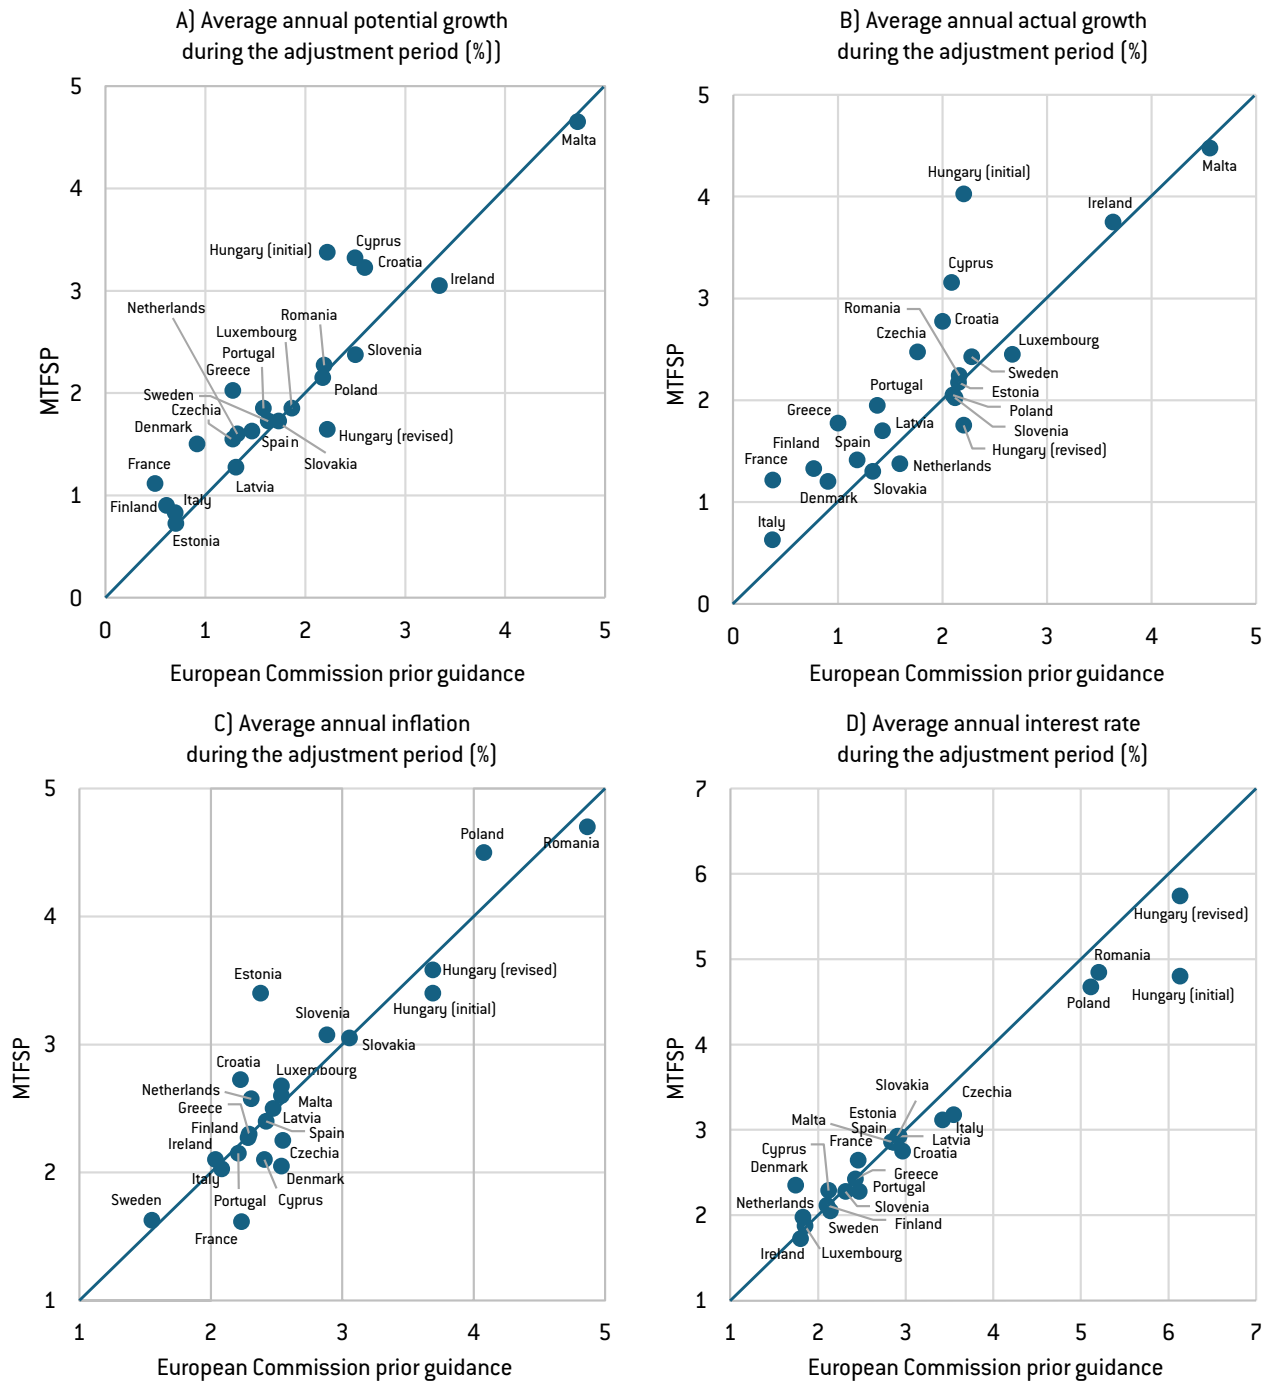 A) Average annual potential growth
during the adjustment period (%))
5
4
3
2
1
0
MTFSP
Malta
Cyprus
Hungary (initial)
Croatia
Ireland
Netherlands
Romania
Luxembourg
Portugal
Slovenia
Greece
Sweden
Poland
Czechia
Denmark
Hungary (revised)
Spain
Slovakia
France
Latvia
Italy
Finland
Estonia
0 1 2 3 4 5
European Commission prior guidance
B) Average annual actual growth
during the adjustment period (%)
5
4
3
2
1
0
MTFSP
Malta
Hungary (initial)
Ireland
Cyprus
Romania
Croatia
Czechia
Luxembourg
Sweden
Portugal
Estonia
Greece
Poland
Latvia
Slovenia
Finland
Spain
Hungary (revised)
France
Netherlands
Denmark
Slovakia
Italy
0 1 2 3 4 5
European Commission prior guidance
C) Average annual inflation
during the adjustment period (%)
5
4
3
2
1
MTFSP
Poland
Romania
Estonia
Hungary (revised)
Hungary (initial)
Slovenia
Slovakia
Croatia
Luxembourg
Netherlands
Malta
Greece
Latvia
Finland
Spain
Ireland
Czechia
Italy
Denmark
Sweden
Portugal
Cyprus
France
1 2 3 4 5
European Commission prior guidance
D) Average annual interest rate
during the adjustment period (%)
7
6
5
4
3
2
1
MTFSP
Hungary (revised)
Romania
Poland
Hungary (initial)
Slovakia
Czechia
Malta
Estonia
Spain
Italy
Cyprus
France
Latvia
Croatia
Denmark
Greece
Portugal
Netherlands
Slovenia
Sweden
Finland
Ireland
Luxembourg
1 2 3 4 5 6 7
European Commission prior guidance